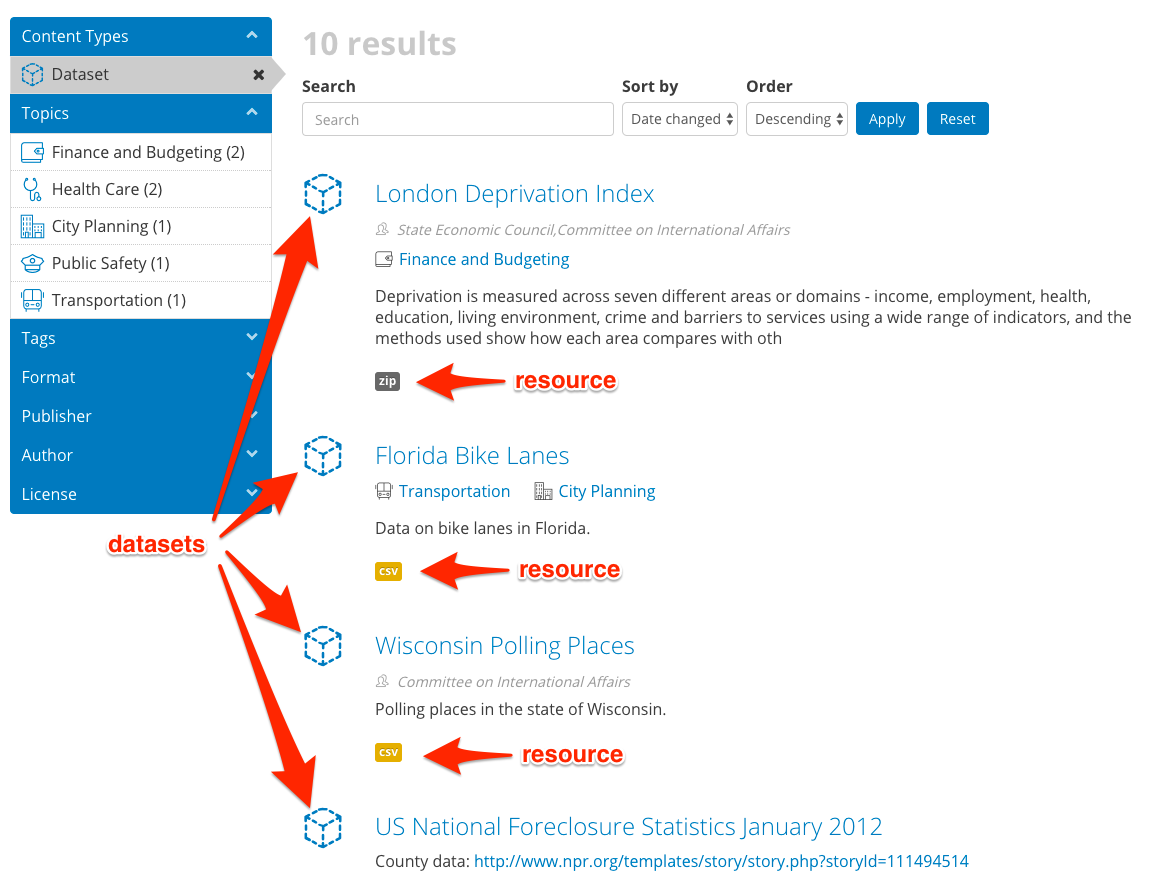 Content Types
Dataset
Topics
Finance and Budgeting (2)
Health Care (2)
City Planning (1)
Public Safety (1)
Transportation (1)
Tags
Format
Publisher
Author
License
datasets
10 results
Search Sort by Order
Search Date changed Descending Apply Reset
London Deprivation Index
State Economic Council,Committee on International Affairs
Finance and Budgeting
Deprivation is measured across seven different areas or domains - income, employment, health,
education, living environment, crime and barriers to services using a wide range of indicators, and the
methods used show how each area compares with oth
zip resource
Florida Bike Lanes
Transportation City Planning
Data on bike lanes in Florida.
csv resource
Wisconsin Polling Places
Committee on International Affairs
Polling places in the state of Wisconsin.
csv resource
US National Foreclosure Statistics January 2012
County data: http://www.npr.org/templates/story/story.php?storyId=111494514